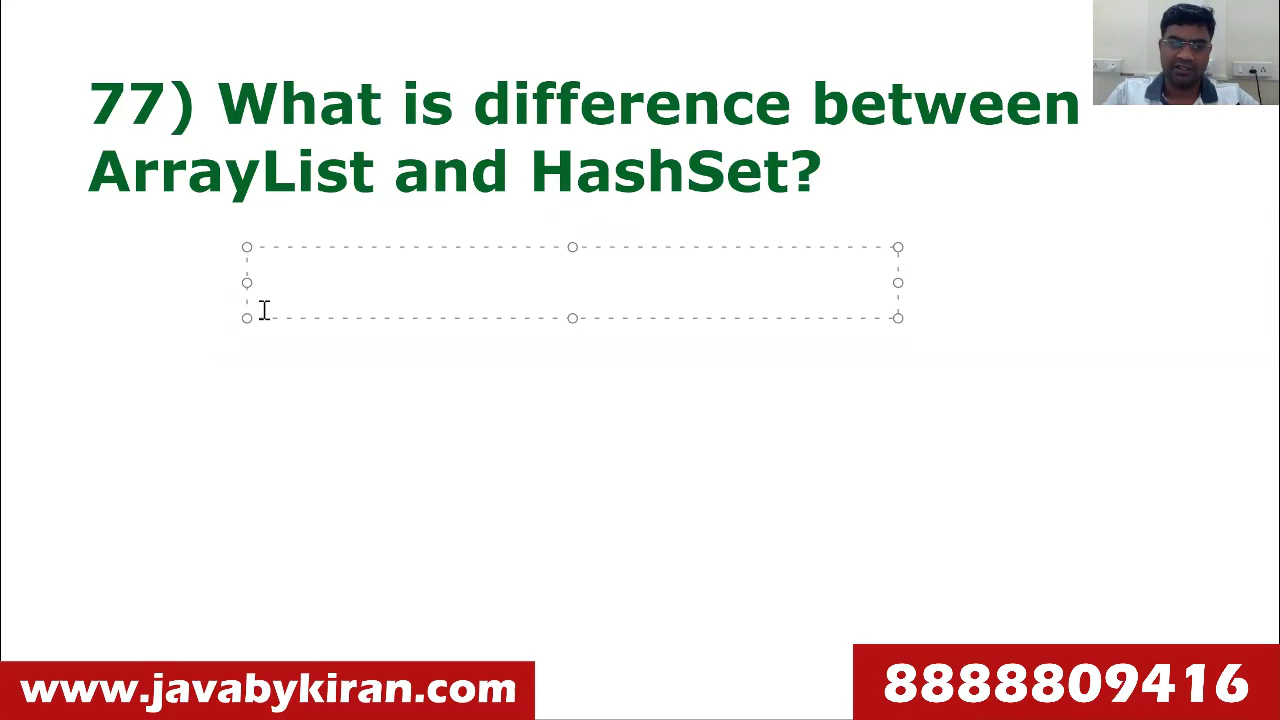 77) What is difference between
ArrayList and HashSet?
www.javabykiran.com
8888809416